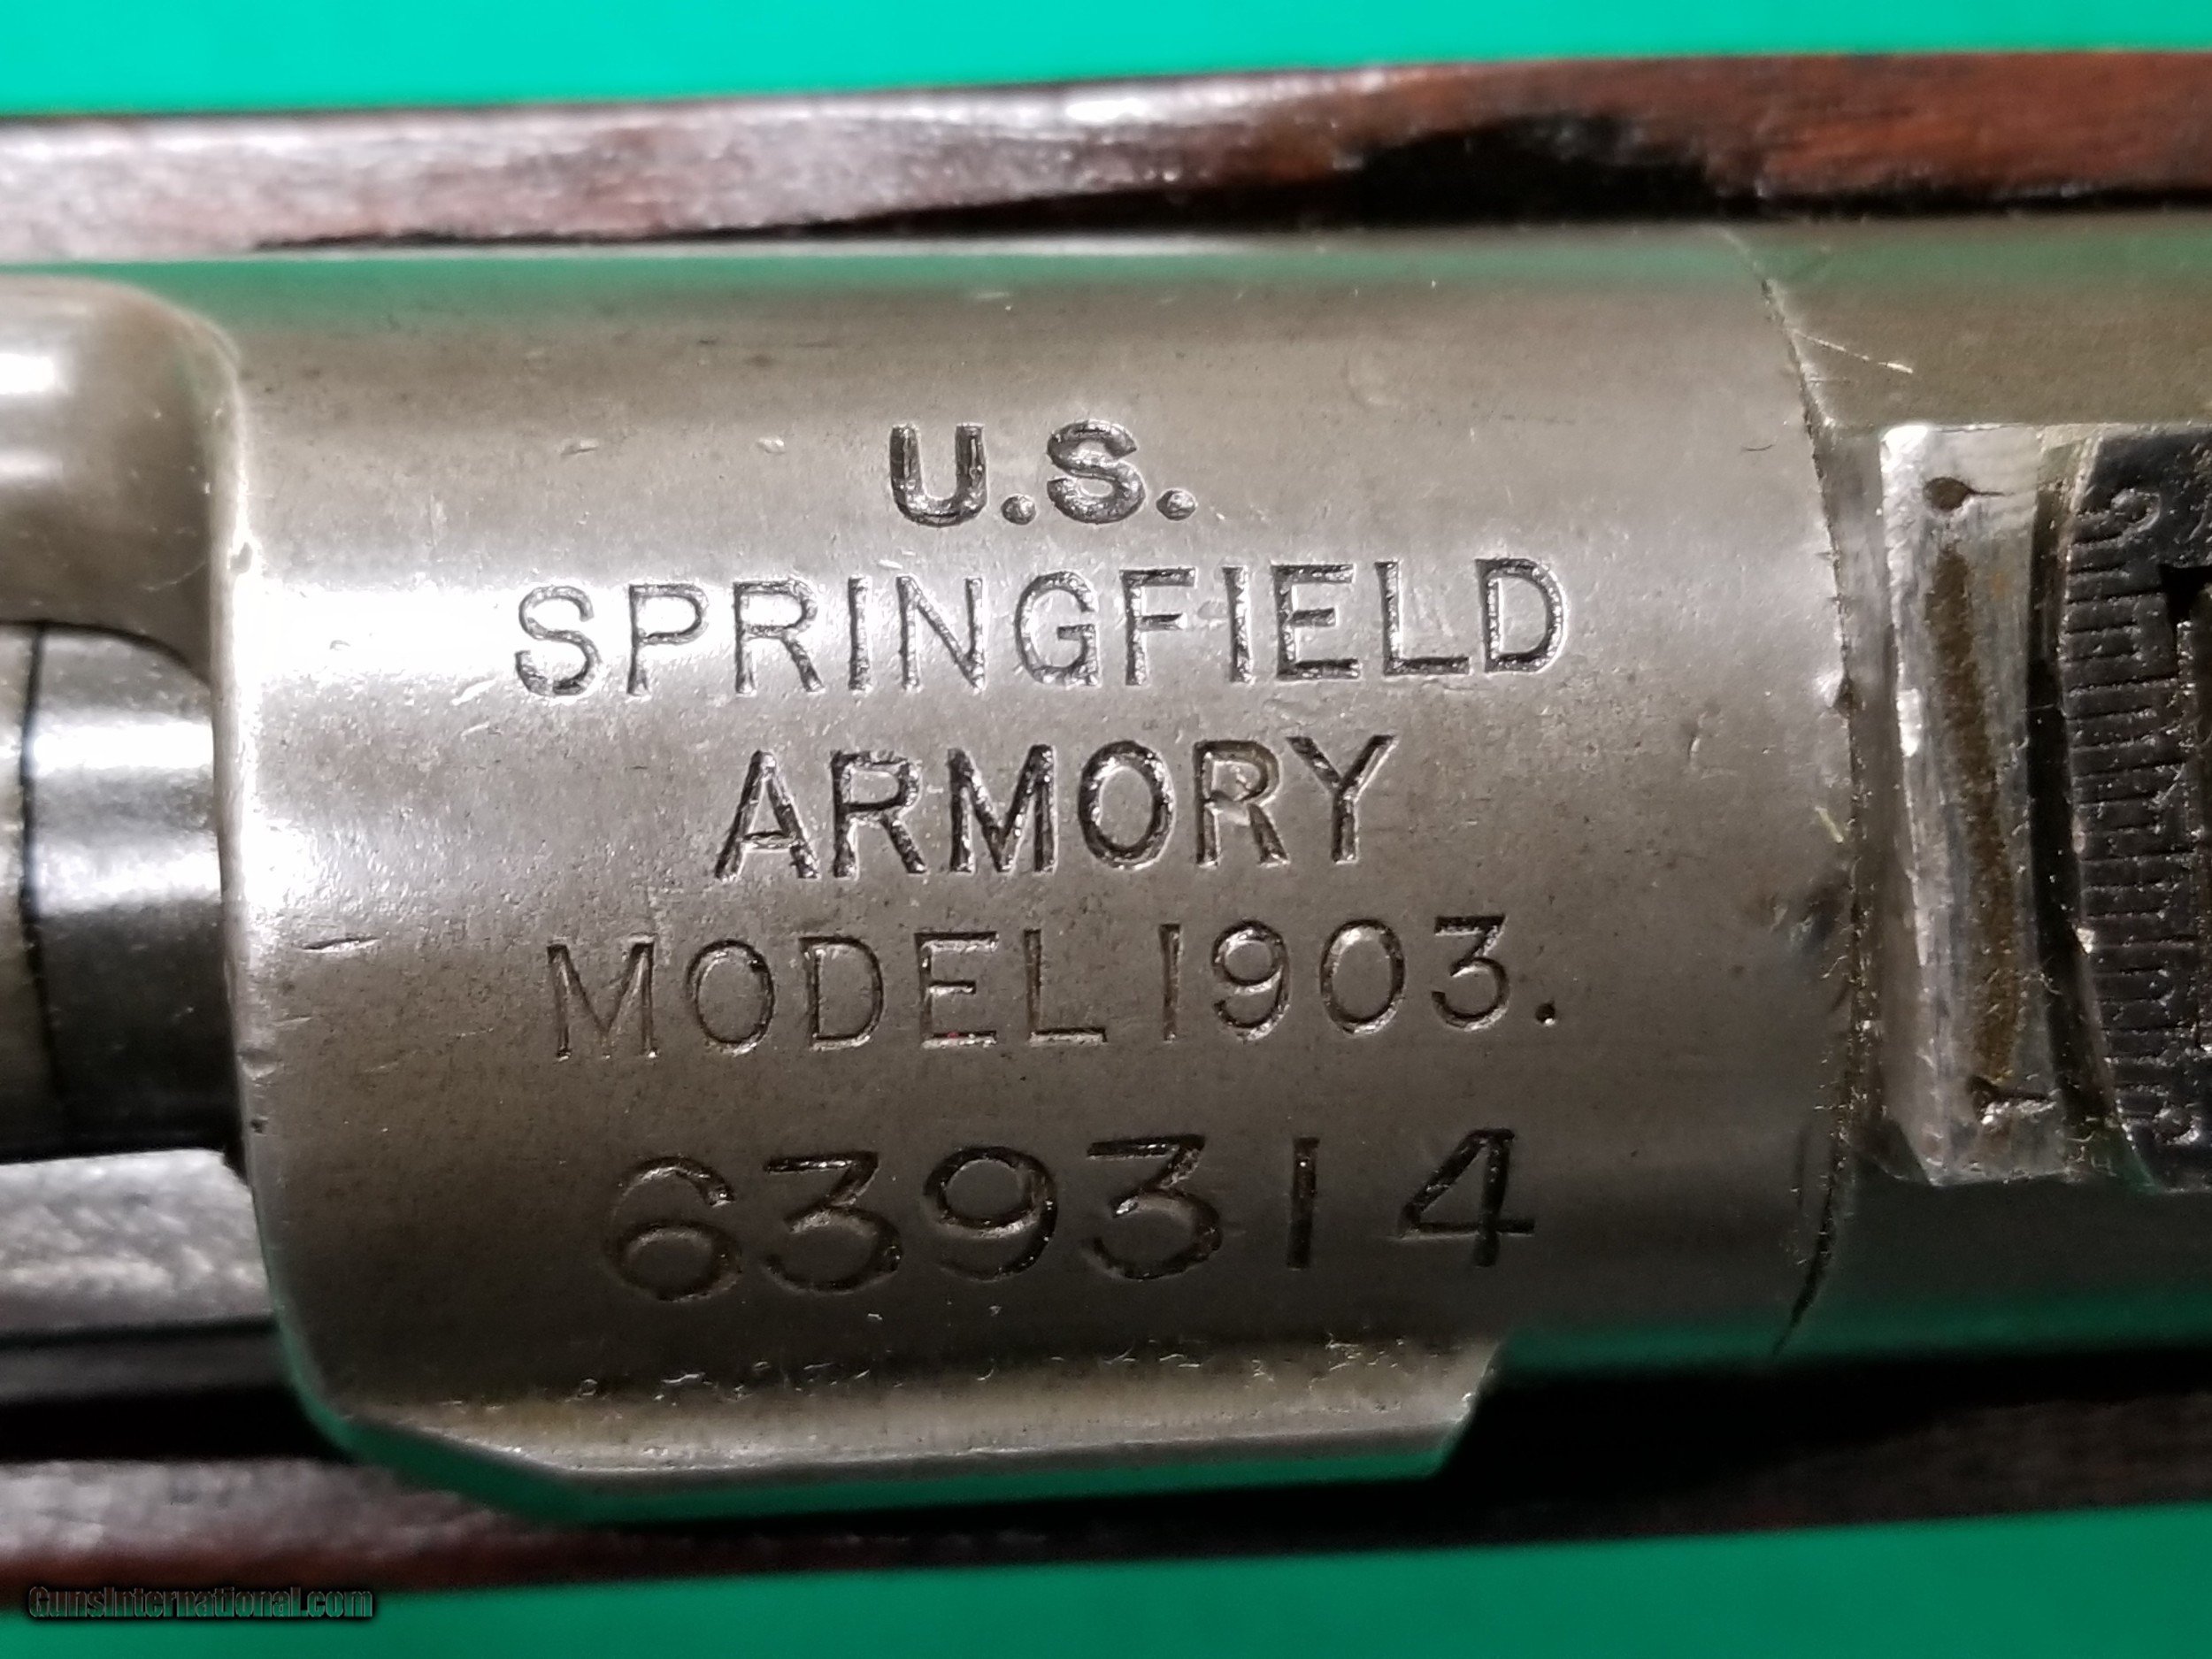 U.S.
SPRINGFIELD
ARMORY
MODEL 1903.
639314
GunsInternational.com